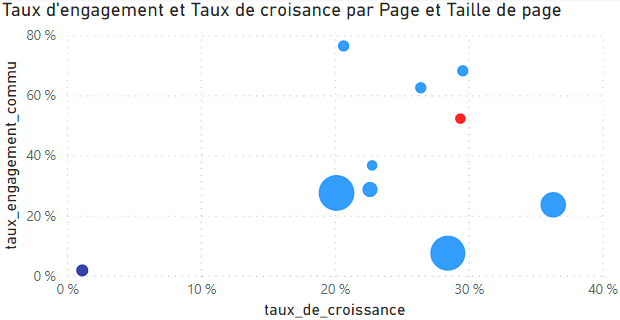 Taux d'engagement et Taux de croisance par Page et Taille de page
80 %
60 %
40 %
20 %
0 %
taux_engagement_commu
0 % 10 % 20 % 30 % 40 %
taux_de_croissance